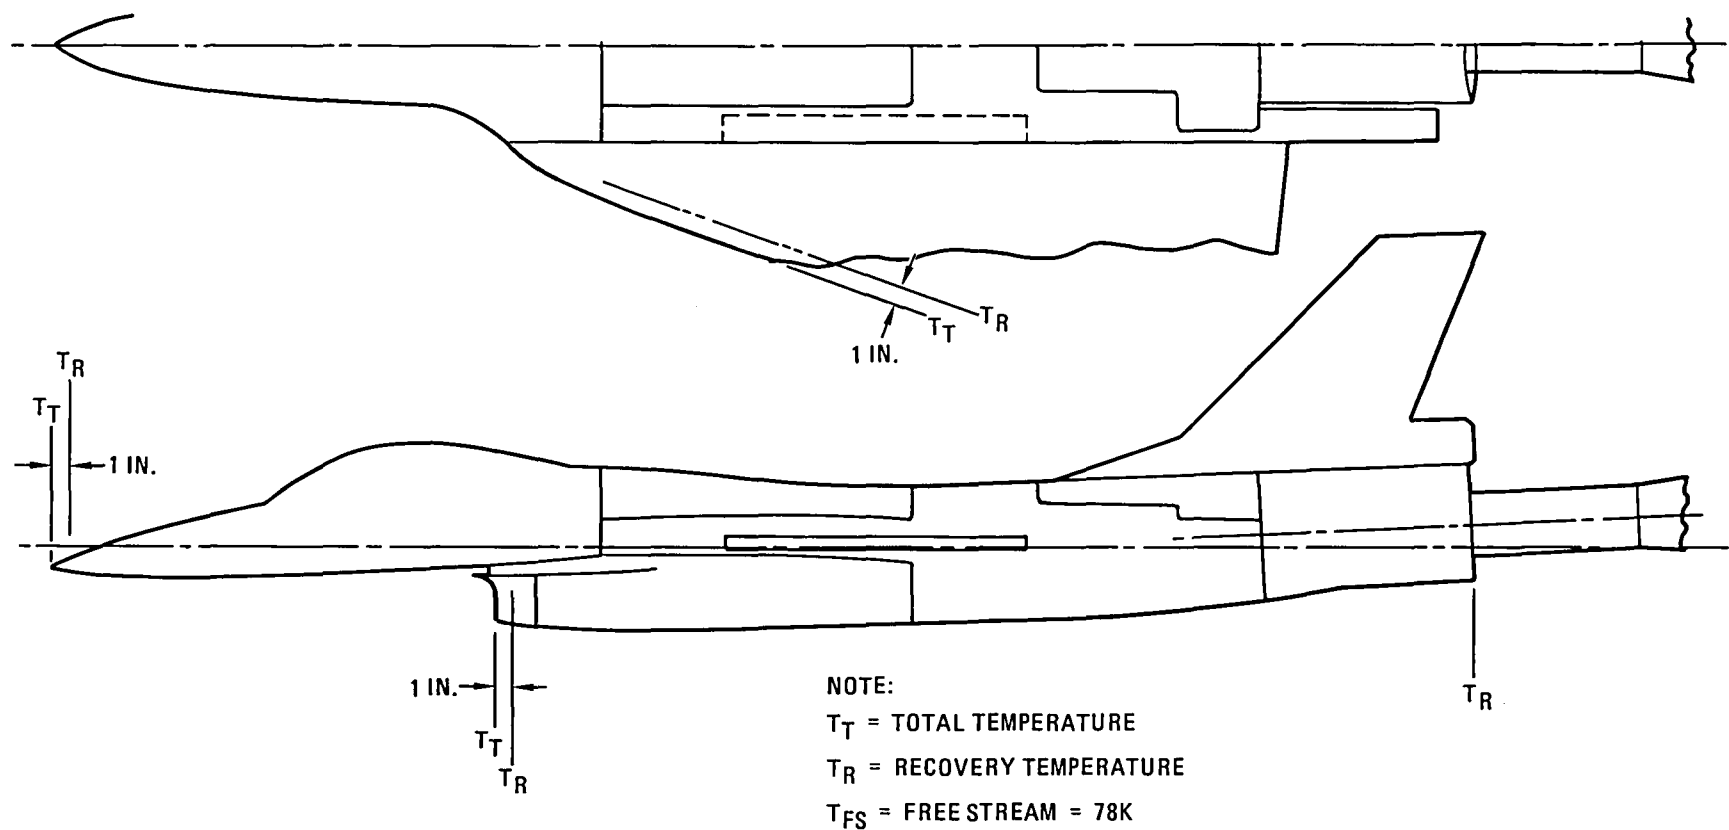 T_T
T_R
1 IN.
T_R
T_T
1 IN.
1 IN.
T_T
T_R
T_R
NOTE:
T_T = TOTAL TEMPERATURE
T_R = RECOVERY TEMPERATURE
T_FS = FREE STREAM = 78K